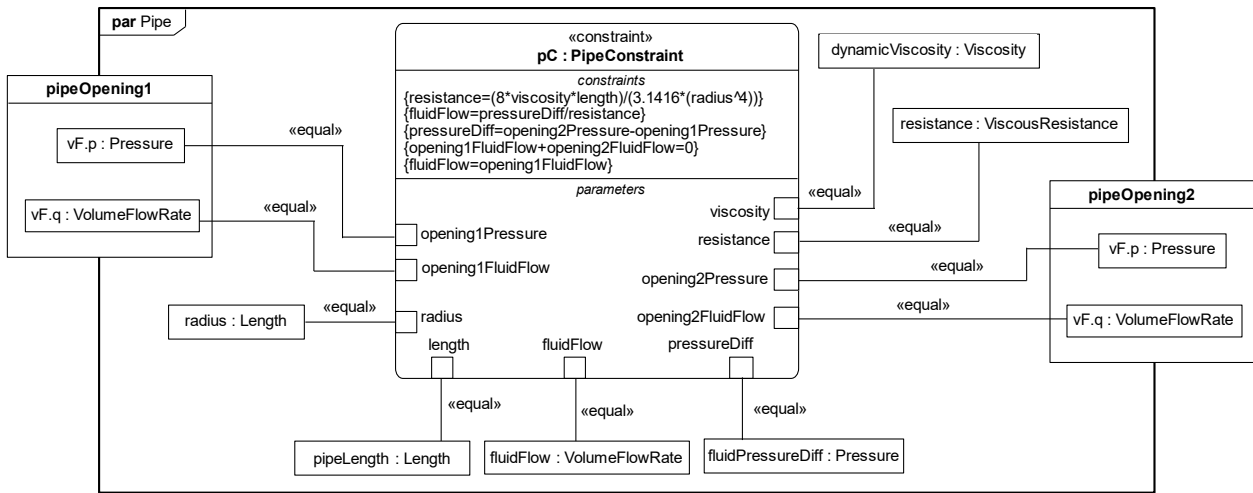 par Pipe
«constraint»
pC : PipeConstraint
constraints
{resistance=(8*viscosity*length)/(3.1416*(radius^4))}
{fluidFlow=pressureDiff/resistance}
{pressureDiff=opening2Pressure-opening1Pressure}
{opening1FluidFlow+opening2FluidFlow=0}
{fluidFlow=opening1FluidFlow}
parameters
pipeOpening1
vF.p : Pressure
vF.q : VolumeFlowRate
«equal»
«equal»
opening1Pressure
opening1FluidFlow
radius : Length
«equal»
radius
length
fluidFlow
pressureDiff
viscosity
resistance
opening2Pressure
opening2FluidFlow
dynamicViscosity : Viscosity
resistance : ViscousResistance
«equal»
«equal»
«equal»
«equal»
pipeOpening2
vF.p : Pressure
vF.q : VolumeFlowRate
«equal»
«equal»
«equal»
pipeLength : Length
fluidFlow : VolumeFlowRate
fluidPressureDiff : Pressure